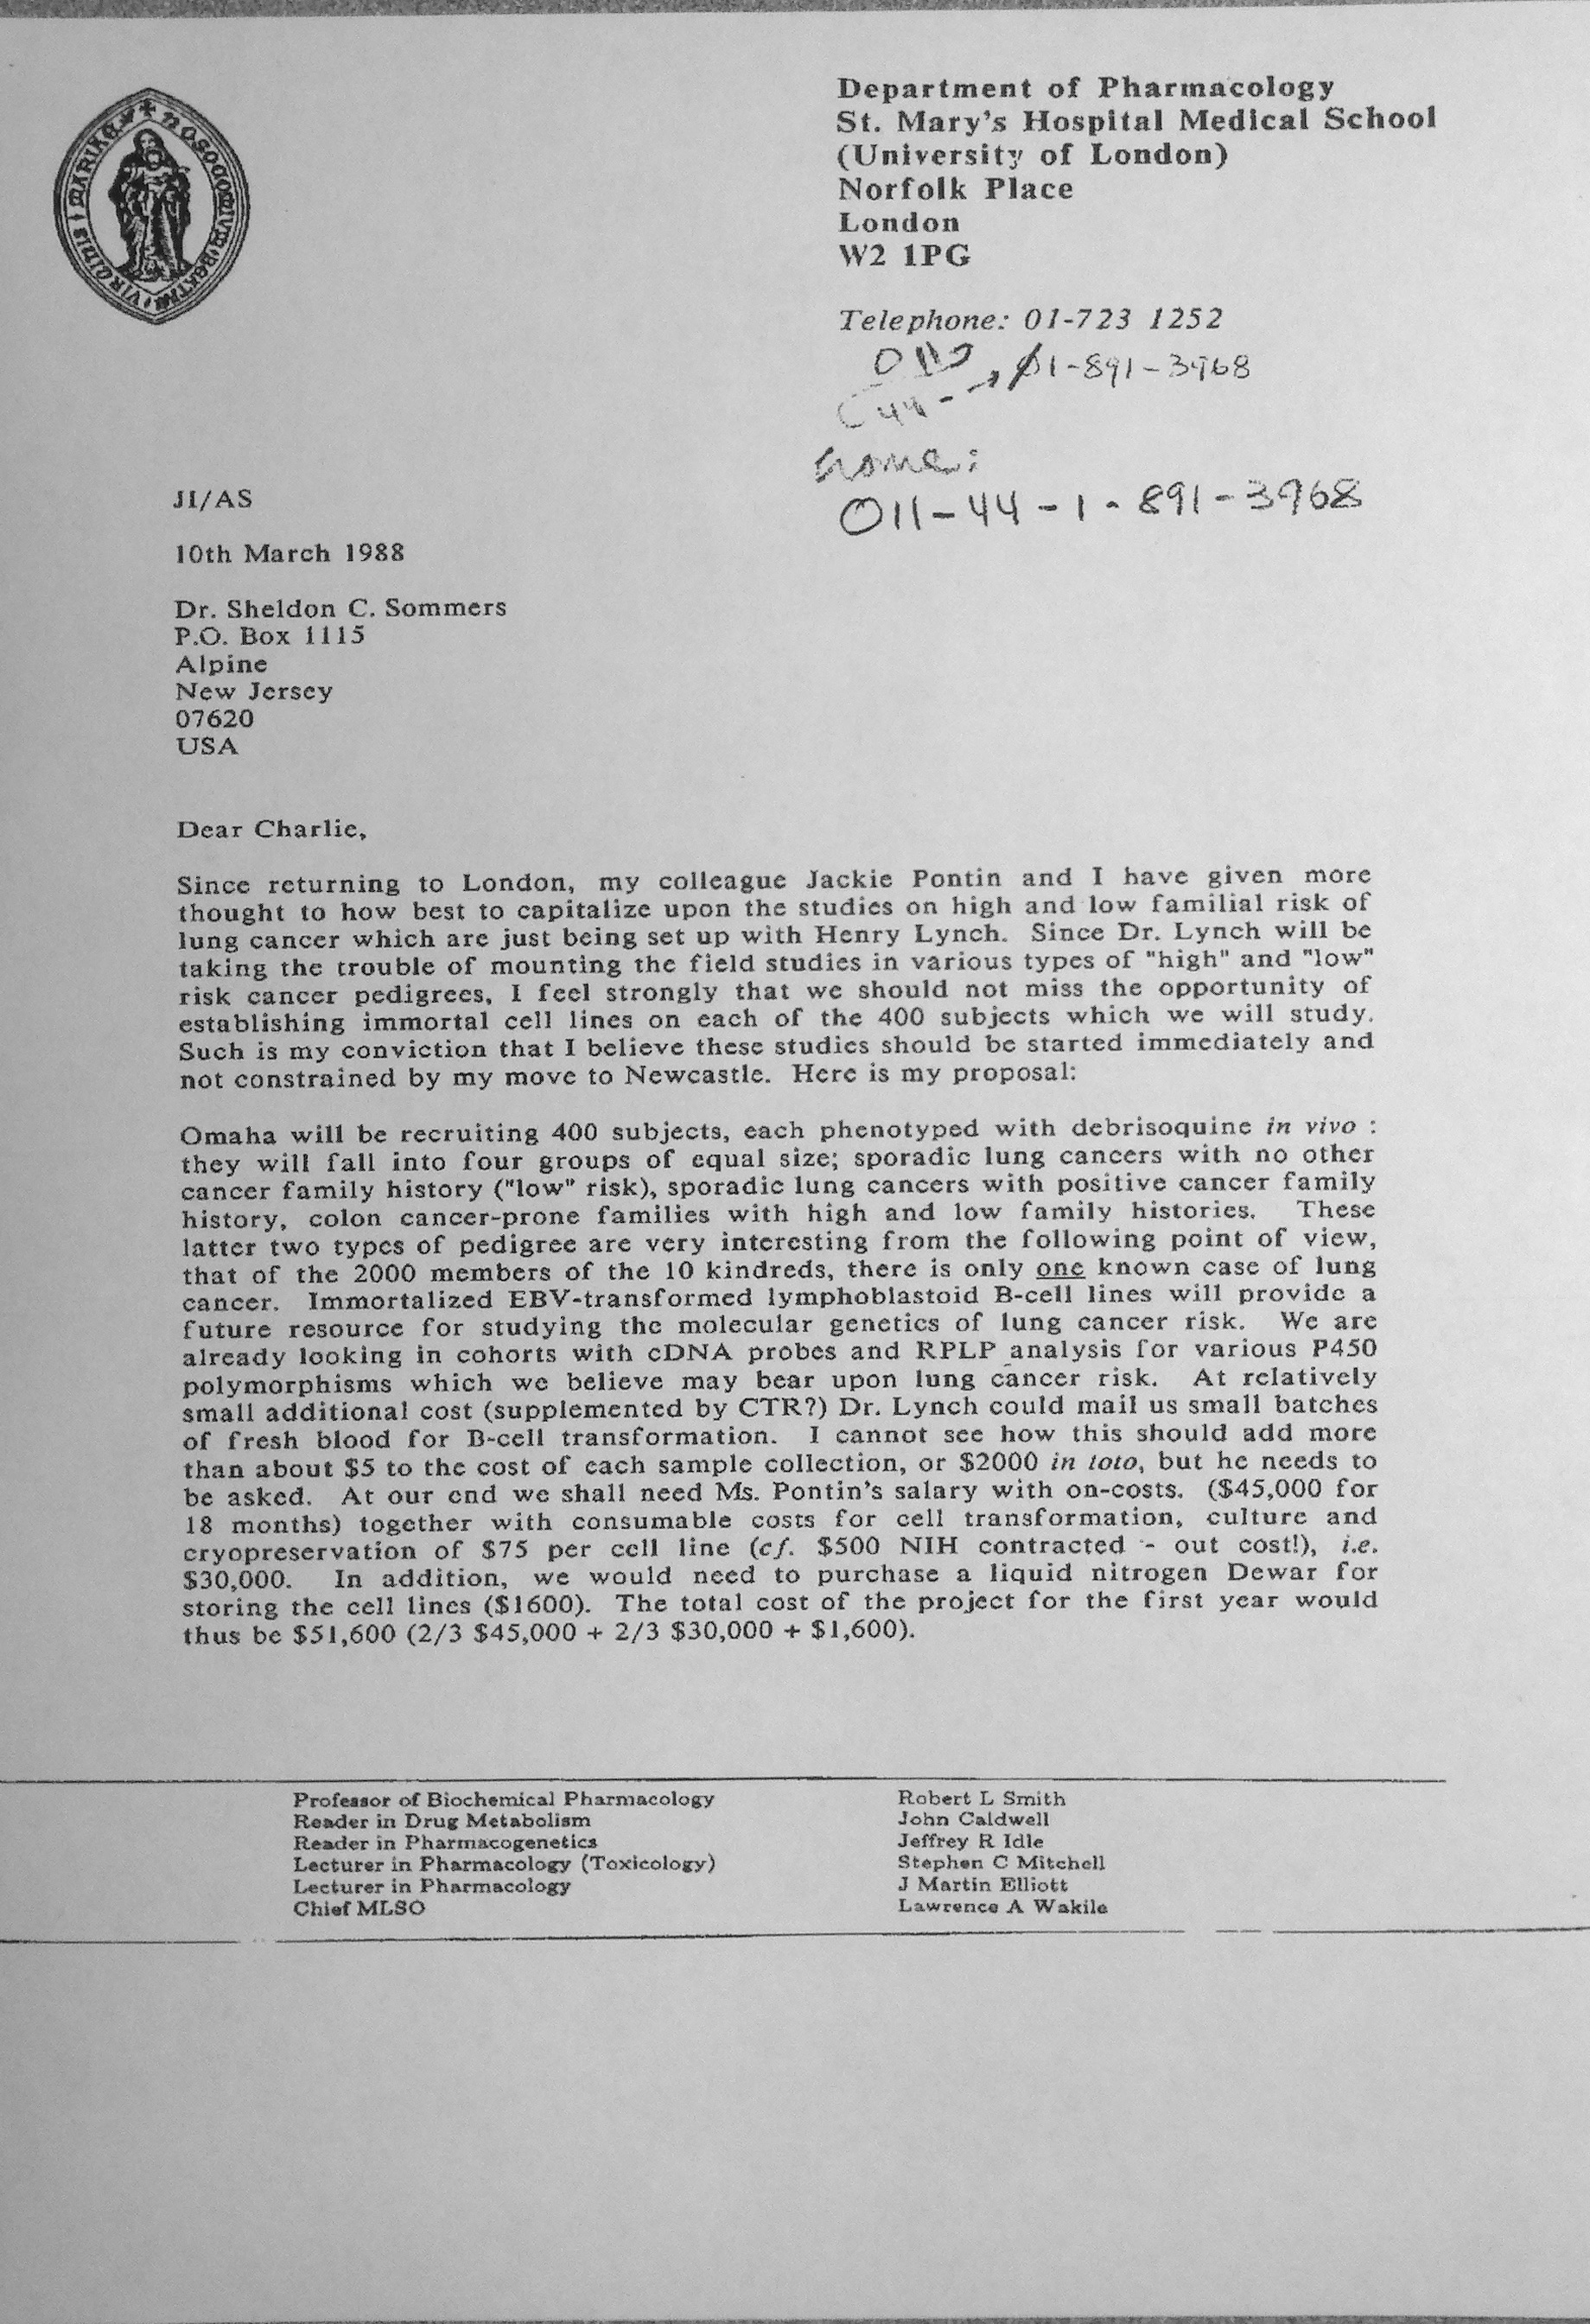 Department of Pharmacology
St. Mary's Hospital Medical School
(University of London)
Norfolk Place
London
W2 1PG
Telephone: 01-723 1252
011
01-891-3968
44-
home:
011-44-1-891-3968
JI/AS
10th March 1988
Dr. Sheldon C. Sommers
P.O. Box 1115
Alpine
New Jersey
07620
USA
Dear Charlie,
Since returning to London, my colleague Jackie Pontin and I have given more
thought to how best to capitalize upon the studies on high and low familial risk of
lung cancer which are just being set up with Henry Lynch. Since Dr. Lynch will be
taking the trouble of mounting the field studies in various types of "high" and "low"
risk cancer pedigrees, I feel strongly that we should not miss the opportunity of
establishing immortal cell lines on each of the 400 subjects which we will study.
Such is my conviction that I believe these studies should be started immediately and
not constrained by my move to Newcastle. Here is my proposal:
Omaha will be recruiting 400 subjects, each phenotyped with debrisoquine in vivo :
they will fall into four groups of equal size; sporadic lung cancers with no other
cancer family history ("low" risk), sporadic lung cancers with positive cancer family
history, colon cancer-prone families with high and low family histories. These
latter two types of pedigree are very interesting from the following point of view,
that of the 2000 members of the 10 kindreds, there is only one known case of lung
cancer. Immortalized EBV-transformed lymphoblastoid B-cell lines will provide a
future resource for studying the molecular genetics of lung cancer risk. We are
already looking in cohorts with cDNA probes and RPLP analysis for various P450
polymorphisms which we believe may bear upon lung cancer risk. At relatively
small additional cost (supplemented by CTR?) Dr. Lynch could mail us small batches
of fresh blood for B-cell transformation. I cannot see how this should add more
than about $5 to the cost of each sample collection, or $2000 in toto, but he needs to
be asked. At our end we shall need Ms. Pontin's salary with on-costs. ($45,000 for
18 months) together with consumable costs for cell transformation, culture and
cryopreservation of $75 per cell line (cf. $500 NIH contracted - out cost!), i.e.
$30,000. In addition, we would need to purchase a liquid nitrogen Dewar for
storing the cell lines ($1600). The total cost of the project for the first year would
thus be $51,600 (2/3 $45,000 + 2/3 $30,000 + $1,600).
Professor of Biochemical Pharmacology Robert L Smith
Reader in Drug Metabolism John Caldwell
Reader in Pharmacogenetics Jeffrey R Idle
Lecturer in Pharmacology (Toxicology) Stephen C Mitchell
Lecturer in Pharmacology J Martin Elliott
Chief MLSO Lawrence A Wakile